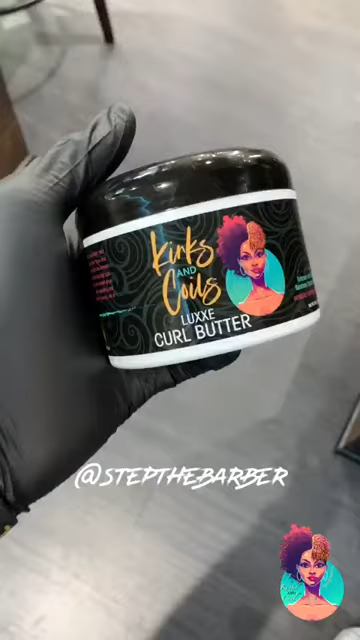 Kinks
AND
Coils
LUXXE
CURL BUTTER
@STEPTHEBARBER